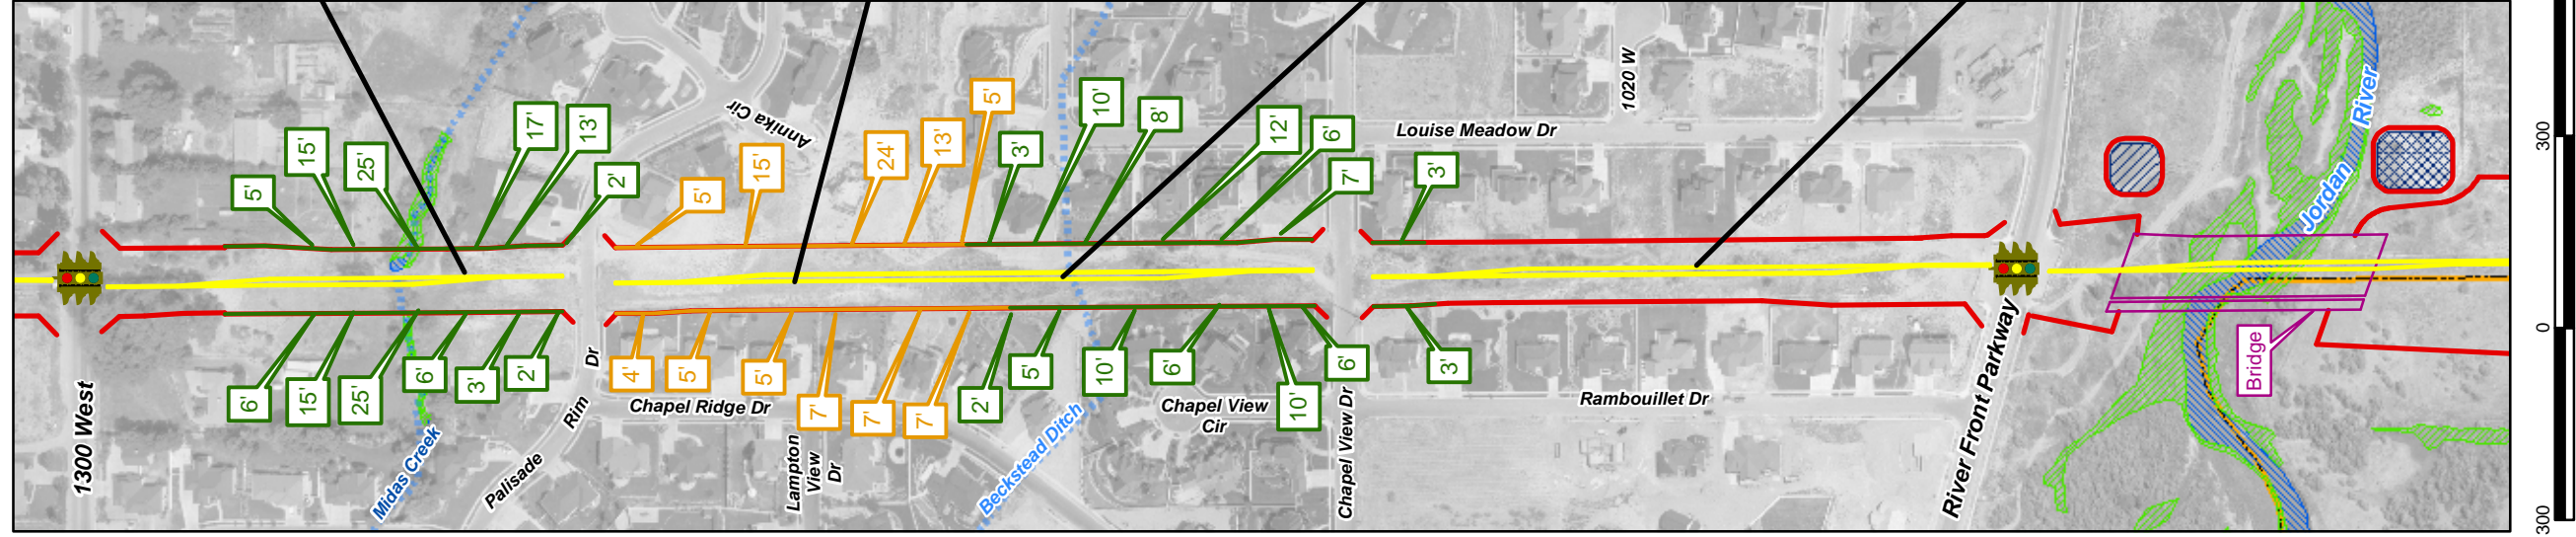 5'
15'
25'
17'
13'
2'
5'
15'
24'
13'
5'
3'
10'
8'
12'
6'
7'
3'
Annika Cir
1020 W
Louise Meadow Dr
Jordan River
1300 West
6'
15'
25'
6'
3'
2'
4'
5'
5'
7'
7'
7'
2'
5'
10'
6'
10'
6'
3'
Midas Creek
Palisade Rim Dr
Chapel Ridge Dr
Lampton
View
Dr
Beckstead Ditch
Chapel View
Cir
Chapel View Dr
Rambouillet Dr
River Front Parkway
Bridge
300
0
300